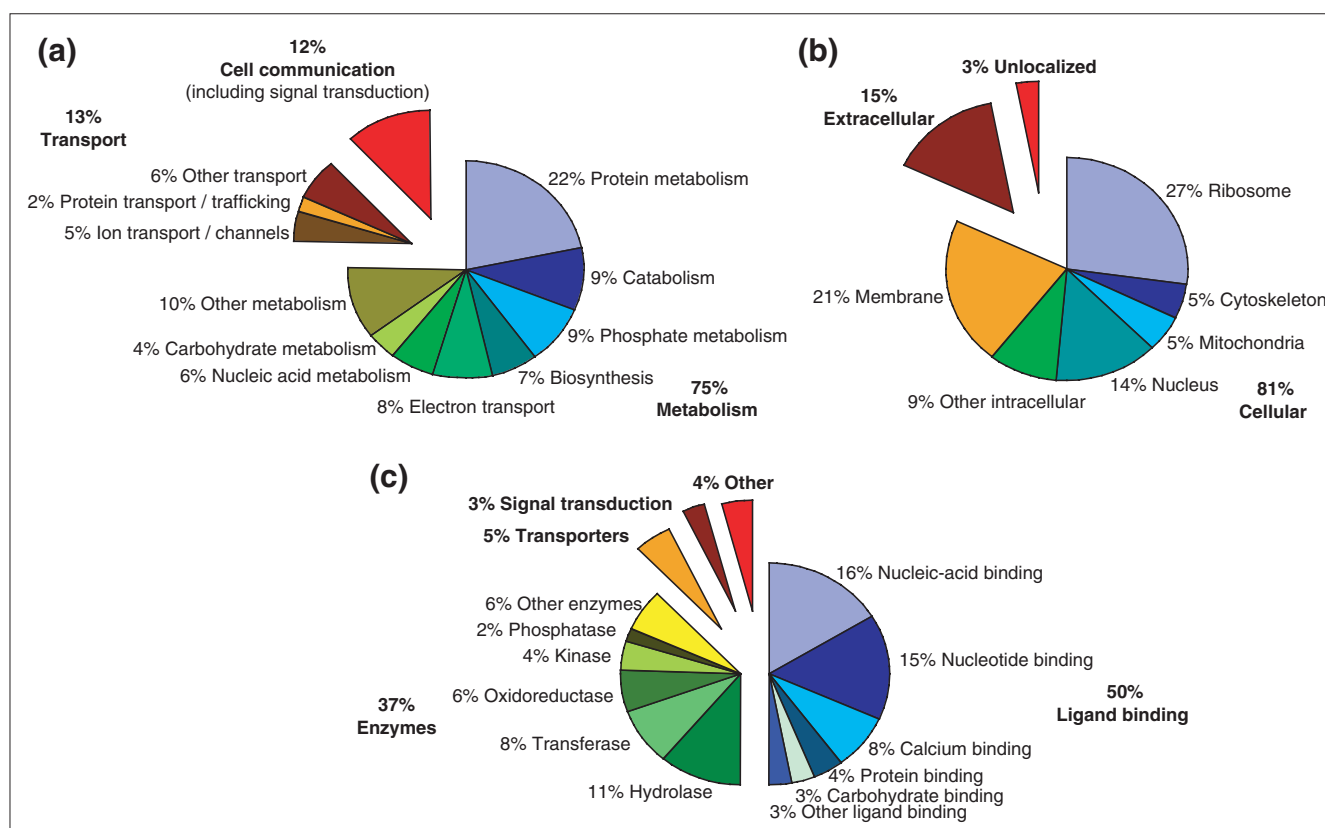 (a)
12%
Cell communication
(including signal transduction)
13%
Transport
6% Other transport
2% Protein transport / trafficking
5% Ion transport / channels
10% Other metabolism
4% Carbohydrate metabolism
6% Nucleic acid metabolism
8% Electron transport
7% Biosynthesis
9% Phosphate metabolism
9% Catabolism
22% Protein metabolism
75%
Metabolism
(b)
3% Unlocalized
15%
Extracellular
27% Ribosome
5% Cytoskeleton
5% Mitochondria
14% Nucleus
9% Other intracellular
21% Membrane
81%
Cellular
(c)
4% Other
3% Signal transduction
5% Transporters
6% Other enzymes
2% Phosphatase
4% Kinase
6% Oxidoreductase
8% Transferase
11% Hydrolase
37%
Enzymes
16% Nucleic-acid binding
15% Nucleotide binding
8% Calcium binding
4% Protein binding
3% Carbohydrate binding
3% Other ligand binding
50%
Ligand binding